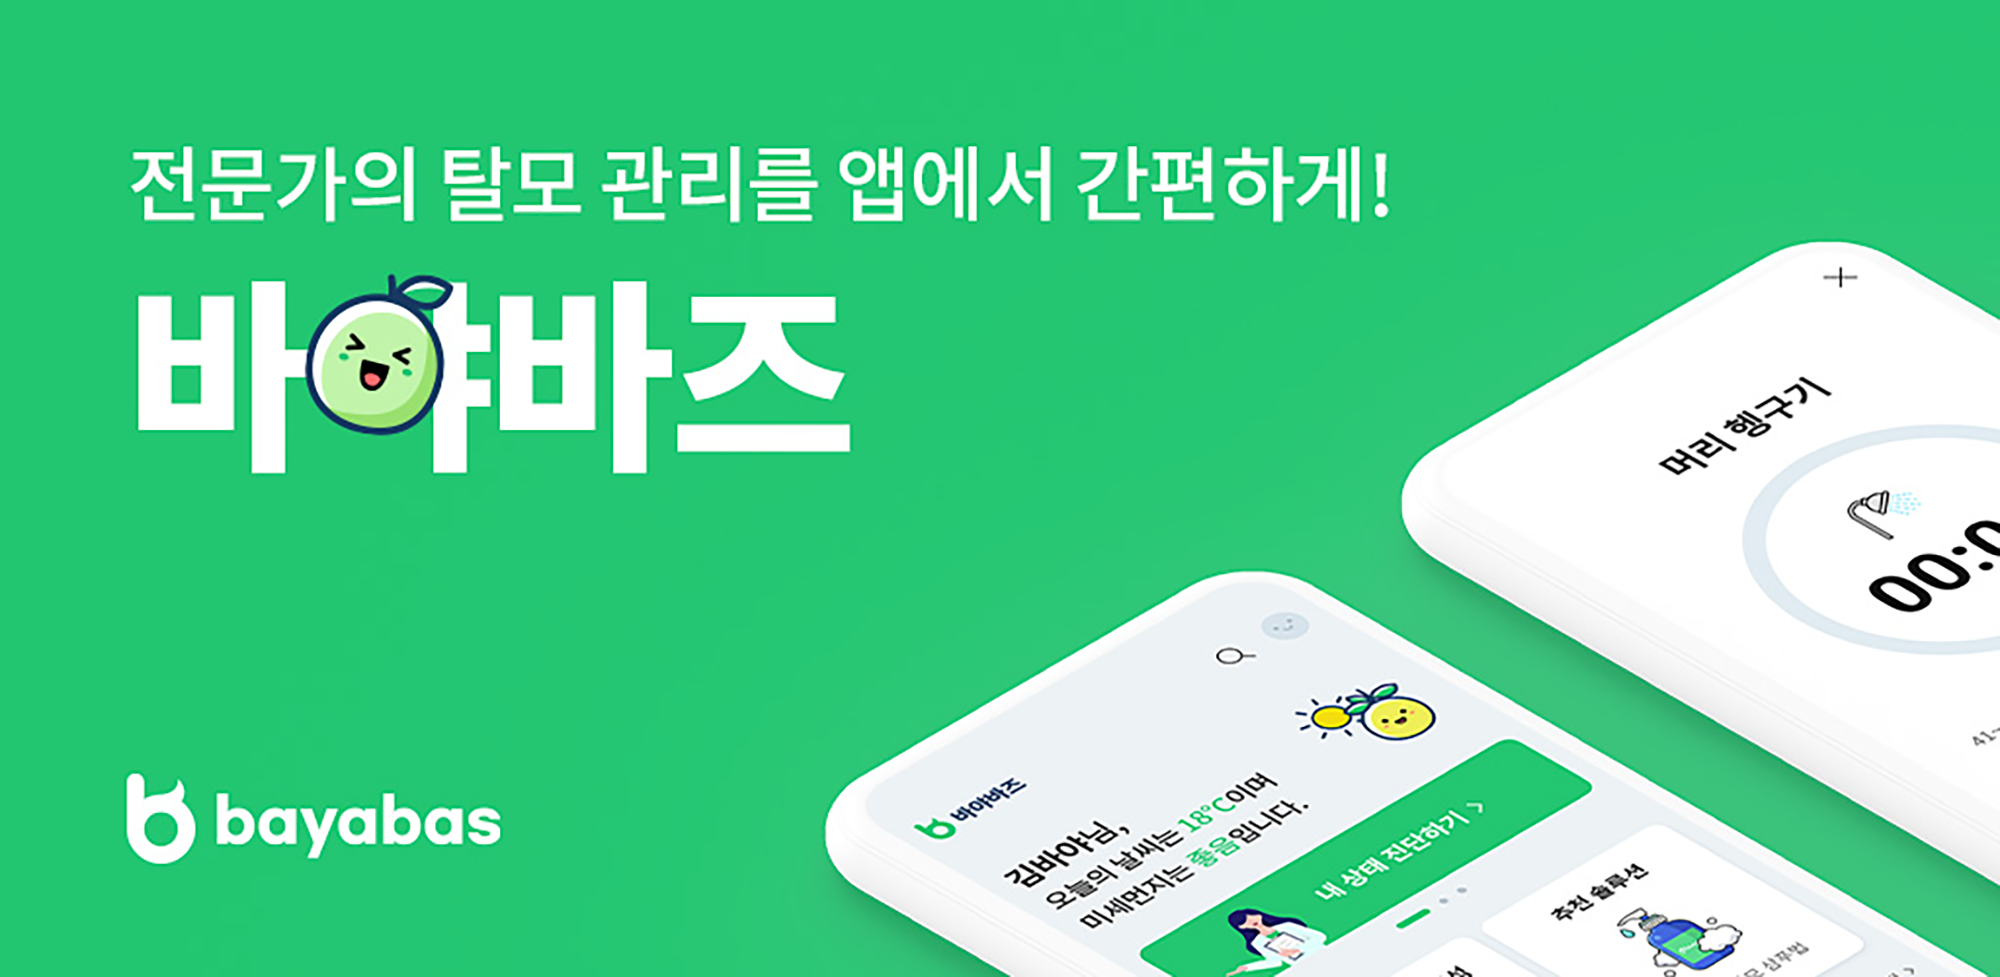 전문가의 탈모 관리를 앱에서 간편하게!
바야바즈
bayabas
바야바즈
김바야님,
오늘의 날씨는 18°C이며
미세먼지는 좋음입니다.
내 상태 진단하기 >
추천 솔루션
샴푸법
머리 헹구기